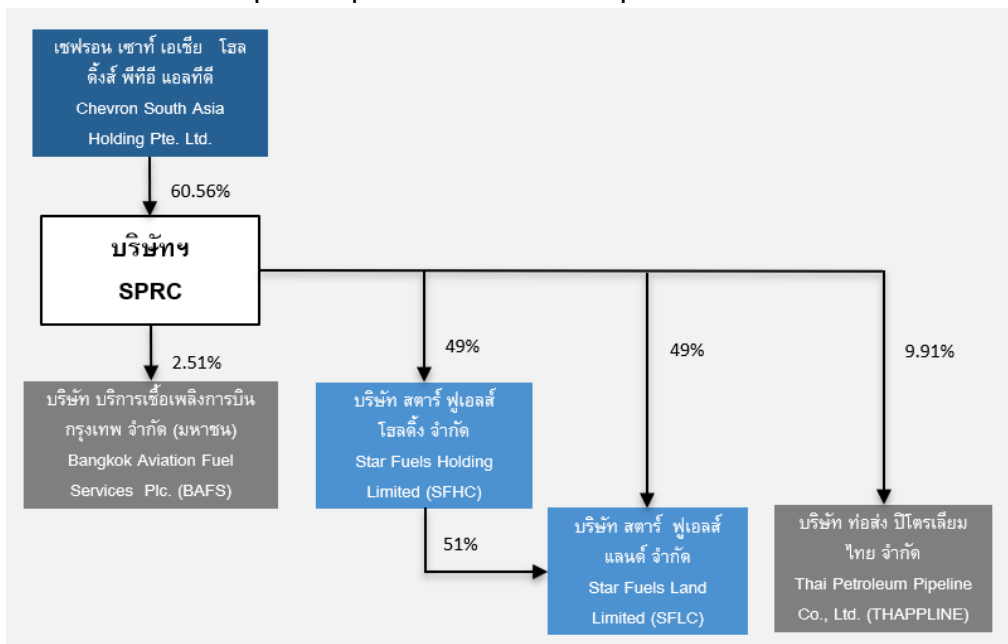 เชฟรอน เซาท์ เอเชีย โฮล
ดิ้งส์ พีทีอี แอลทีดี
Chevron South Asia
Holding Pte. Ltd.
60.56%
บริษัทฯ
SPRC
2.51%
49%
49%
9.91%
บริษัท บริการเชื้อเพลิงการบิน
กรุงเทพ จำกัด (มหาชน)
Bangkok Aviation Fuel
Services Plc. (BAFS)
บริษัท สตาร์ ฟูเอลส์
โฮลดิ้ง จำกัด
Star Fuels Holding
Limited (SFHC)
51%
บริษัท สตาร์ ฟูเอลส์
แลนด์ จำกัด
Star Fuels Land
Limited (SFLC)
บริษัท ท่อส่ง ปิโตรเลียม
ไทย จำกัด
Thai Petroleum Pipeline
Co., Ltd. (THAPPLINE)